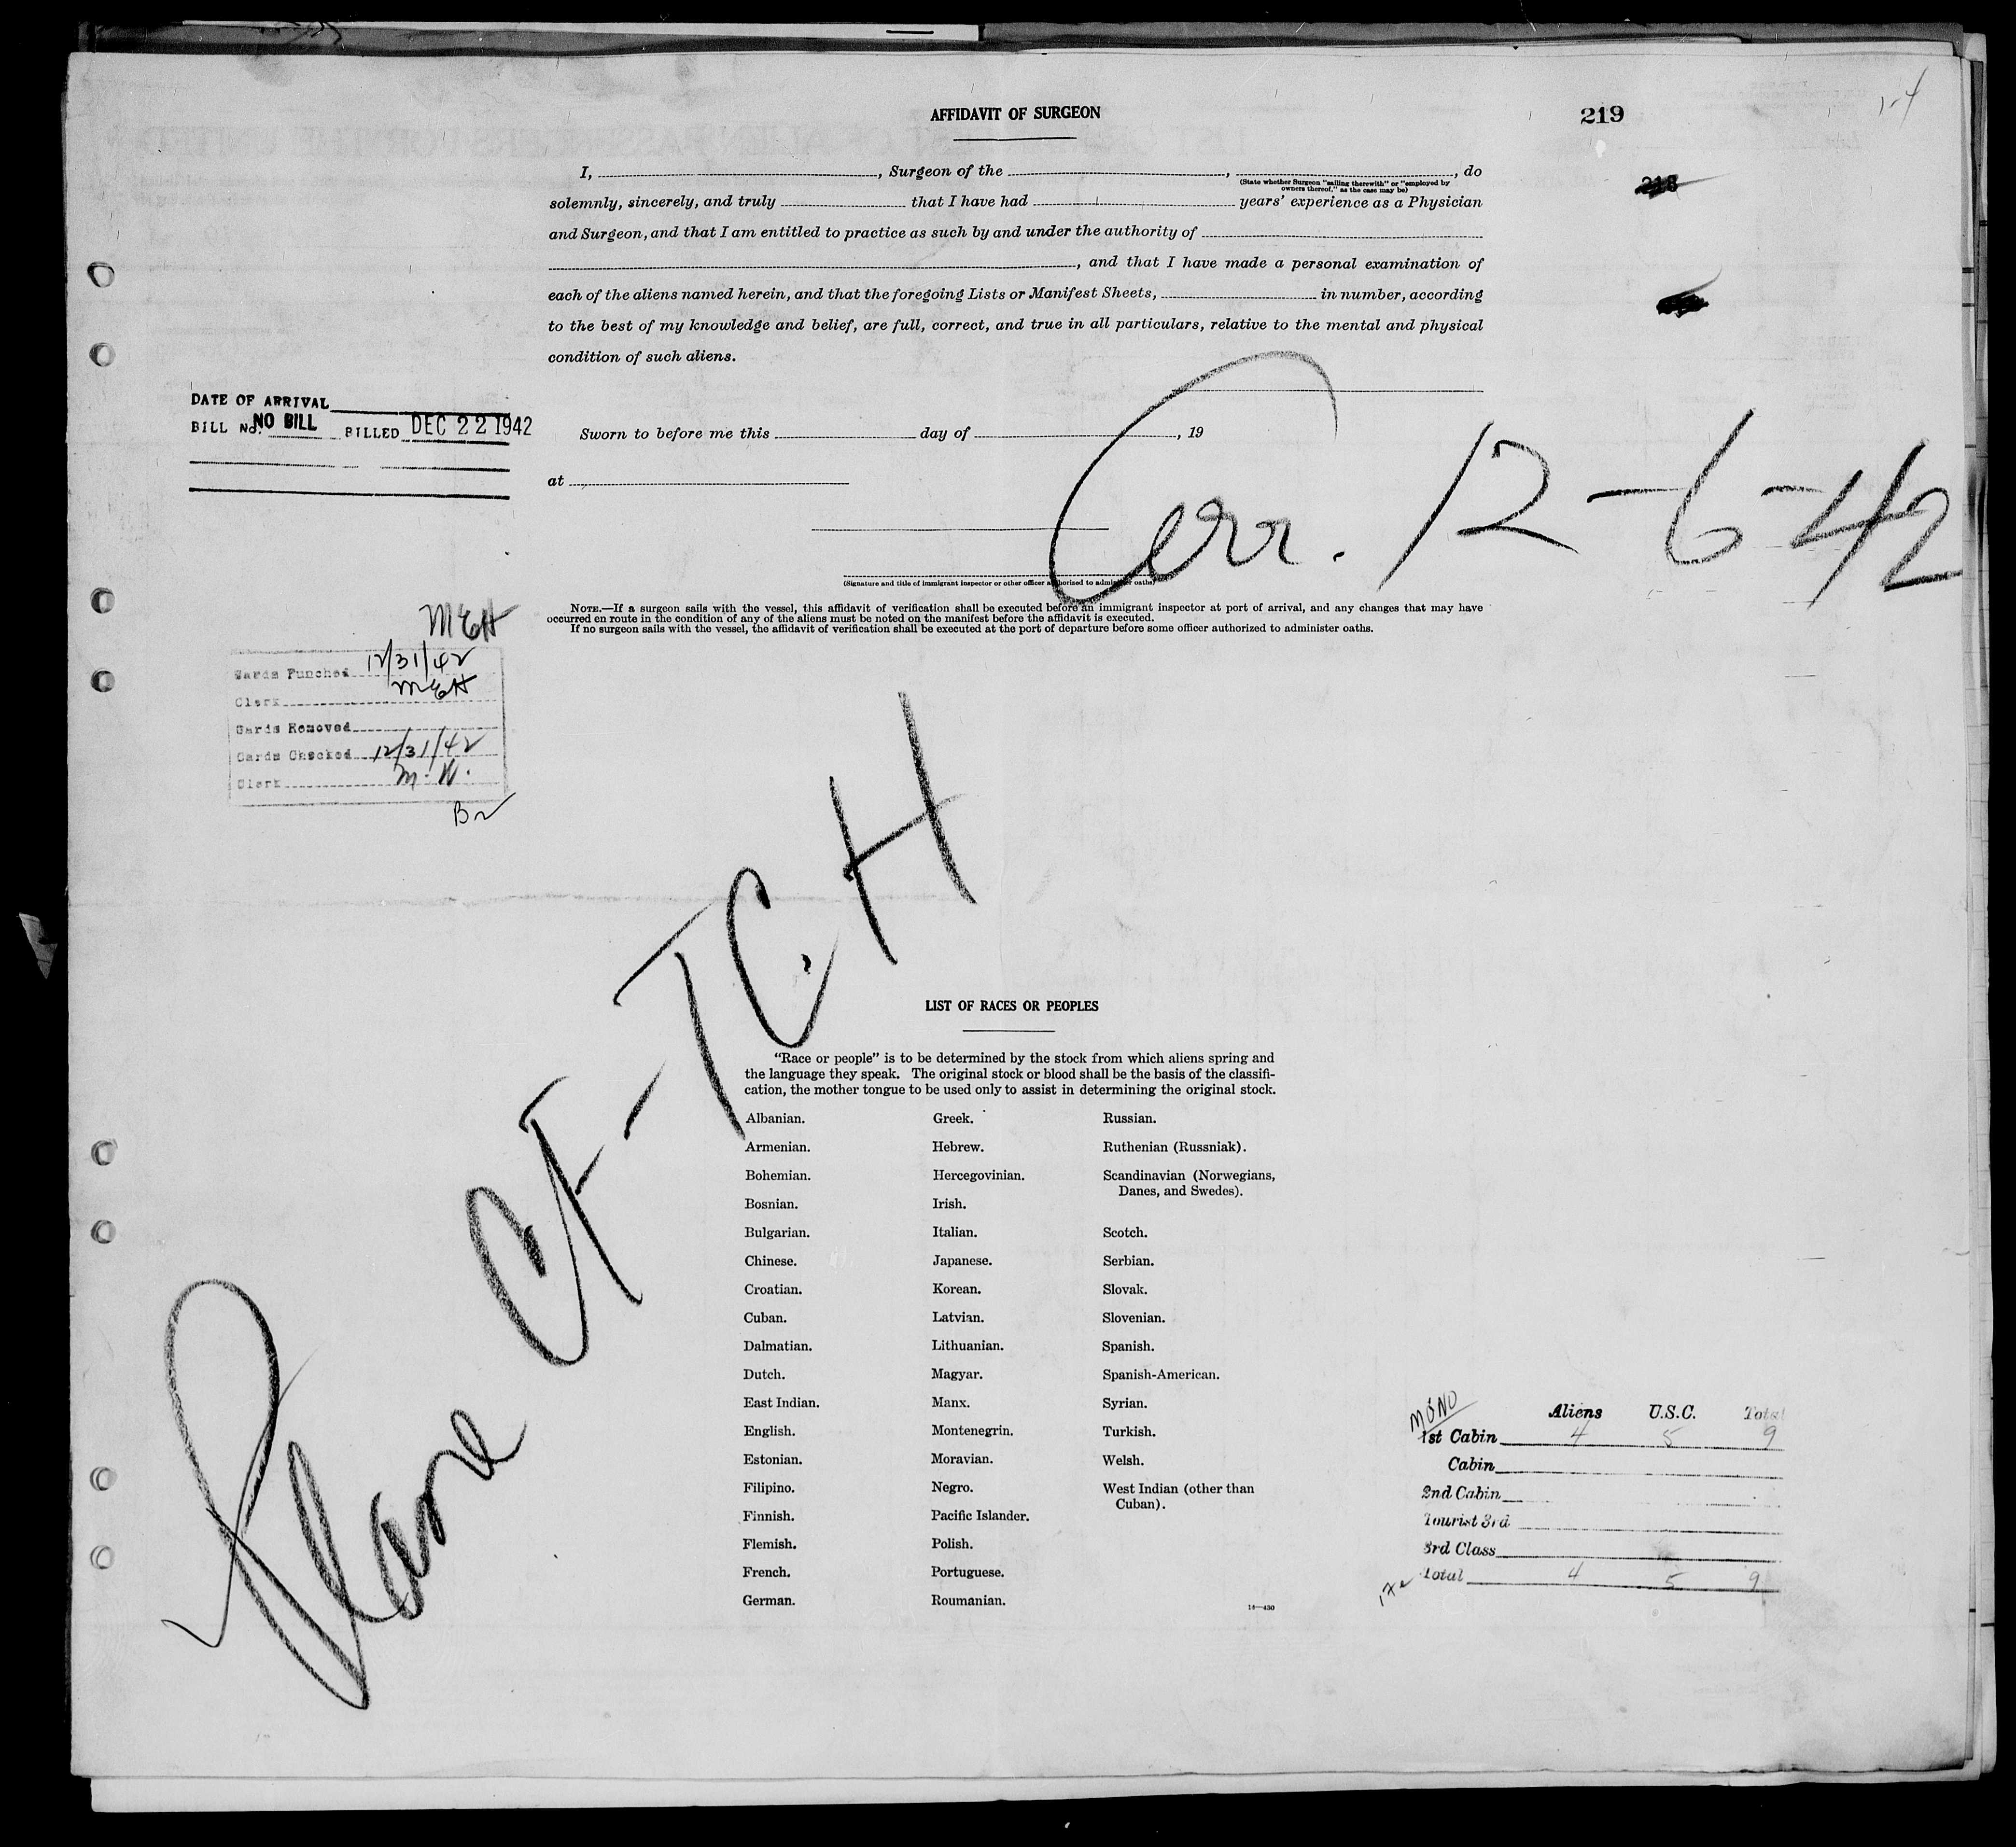 AFFIDAVIT OF SURGEON
219
I, , Surgeon of the , , do
(State whether Surgeon "sailing therewith" or "employed by
owners thereof," as the case may be)
218
solemnly, sincerely, and truly that I have had years' experience as a Physician
and Surgeon, and that I am entitled to practice as such by and under the authority of
, and that I have made a personal examination of
each of the aliens named herein, and that the foregoing Lists or Manifest Sheets, in number, according
to the best of my knowledge and belief, are full, correct, and true in all particulars, relative to the mental and physical
condition of such aliens.
DATE OF ARRIVAL
BILL No. NO BILL BILLED DEC 22 1942
Sworn to before me this day of , 19
at
Arr. 12-6-42
(Signature and title of immigrant inspector or other officer authorized to administer oaths)
NOTE.—If a surgeon sails with the vessel, this affidavit of verification shall be executed before an immigrant inspector at port of arrival, and any changes that may have
occurred en route in the condition of any of the aliens must be noted on the manifest before the affidavit is executed.
If no surgeon sails with the vessel, the affidavit of verification shall be executed at the port of departure before some officer authorized to administer oaths.
MEH
Cards Punched 12/31/42
Clerk MEH
Cards Removed
Cards Checked 12/31/42
Clerk M. W.
Plane CF-TCH
LIST OF RACES OR PEOPLES
"Race or people" is to be determined by the stock from which aliens spring and
the language they speak. The original stock or blood shall be the basis of the classifi-
cation, the mother tongue to be used only to assist in determining the original stock.
Albanian.
Armenian.
Bohemian.
Bosnian.
Bulgarian.
Chinese.
Croatian.
Cuban.
Dalmatian.
Dutch.
East Indian.
English.
Estonian.
Filipino.
Finnish.
Flemish.
French.
German.
Greek.
Hebrew.
Hercegovinian.
Irish.
Italian.
Japanese.
Korean.
Latvian.
Lithuanian.
Magyar.
Manx.
Montenegrin.
Moravian.
Negro.
Pacific Islander.
Polish.
Portuguese.
Roumanian.
Russian.
Ruthenian (Russniak).
Scandinavian (Norwegians,
Danes, and Swedes).
Scotch.
Serbian.
Slovak.
Slovenian.
Spanish.
Spanish-American.
Syrian.
Turkish.
Welsh.
West Indian (other than
Cuban).
14—430
MONO
Aliens U.S.C. Total
1st Cabin 4 5 9
Cabin
2nd Cabin
Tourist 3rd
3rd Class
Total 4 5 9